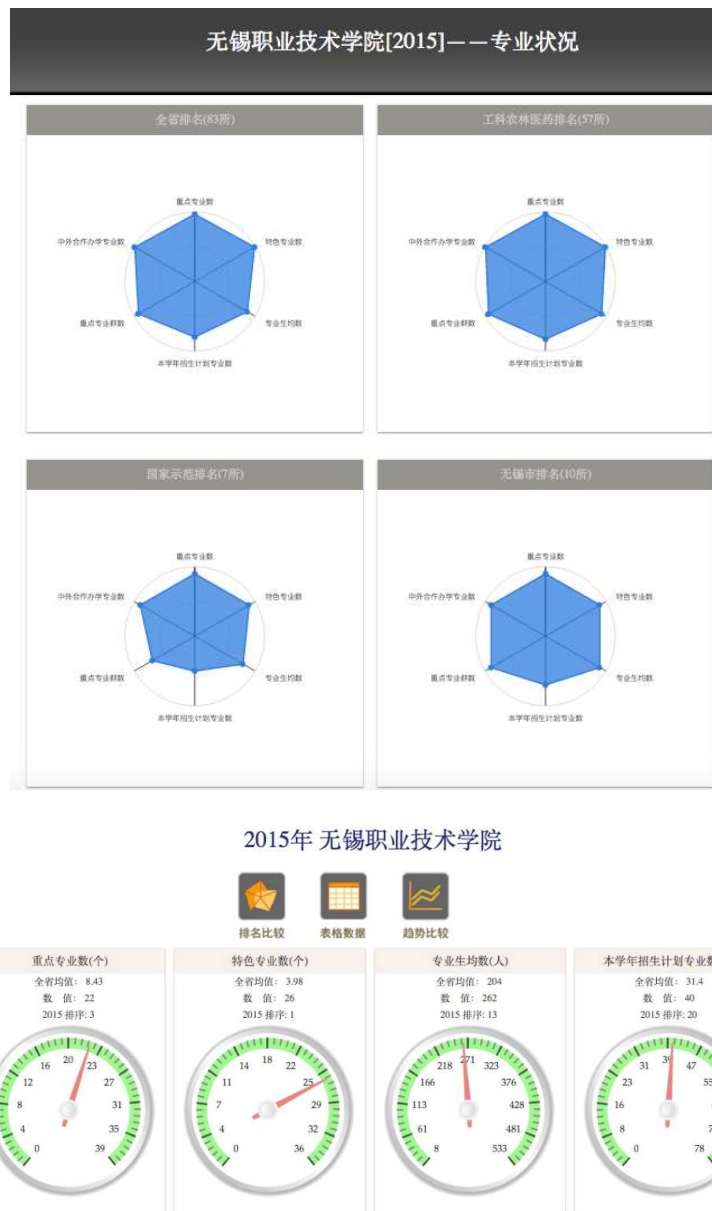 无锡职业技术学院[2015]——专业状况
全省排名(83所)
重点专业数
中外合作办学专业数
特色专业数
重点专业群数
专业生均数
本学年招生计划专业数
工科农林医药排名(57所)
重点专业数
中外合作办学专业数
特色专业数
重点专业群数
专业生均数
本学年招生计划专业数
国家示范排名(7所)
重点专业数
中外合作办学专业数
特色专业数
重点专业群数
专业生均数
本学年招生计划专业数
无锡市排名(10所)
重点专业数
中外合作办学专业数
特色专业数
重点专业群数
专业生均数
本学年招生计划专业数
2015年 无锡职业技术学院
排名比较 表格数据 趋势比较
重点专业数(个)
全省均值: 8.43
数 值: 22
2015 排序: 3
0 4 8 12 16 20 23 27 31 35 39
特色专业数(个)
全省均值: 3.98
数 值: 26
2015 排序: 1
0 4 7 11 14 18 22 25 29 32 36
专业生均数(人)
全省均值: 204
数 值: 262
2015 排序: 13
8 61 113 166 218 271 323 376 428 481 533
本学年招生计划专业数
全省均值: 31.4
数 值: 40
2015 排序: 20
0 8 16 23 31 47 55 78